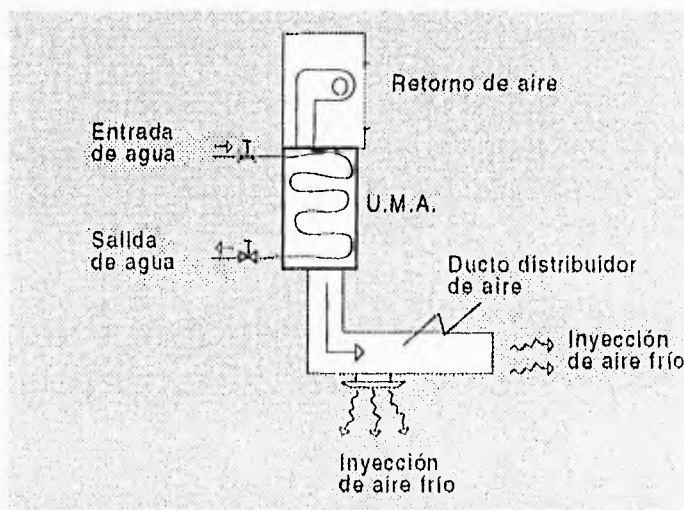 Retorno de aire
Entrada
de agua
U.M.A.
Salida
de agua
Ducto distribuidor
de aire
Inyección
de aire frío
Inyección
de aire frío